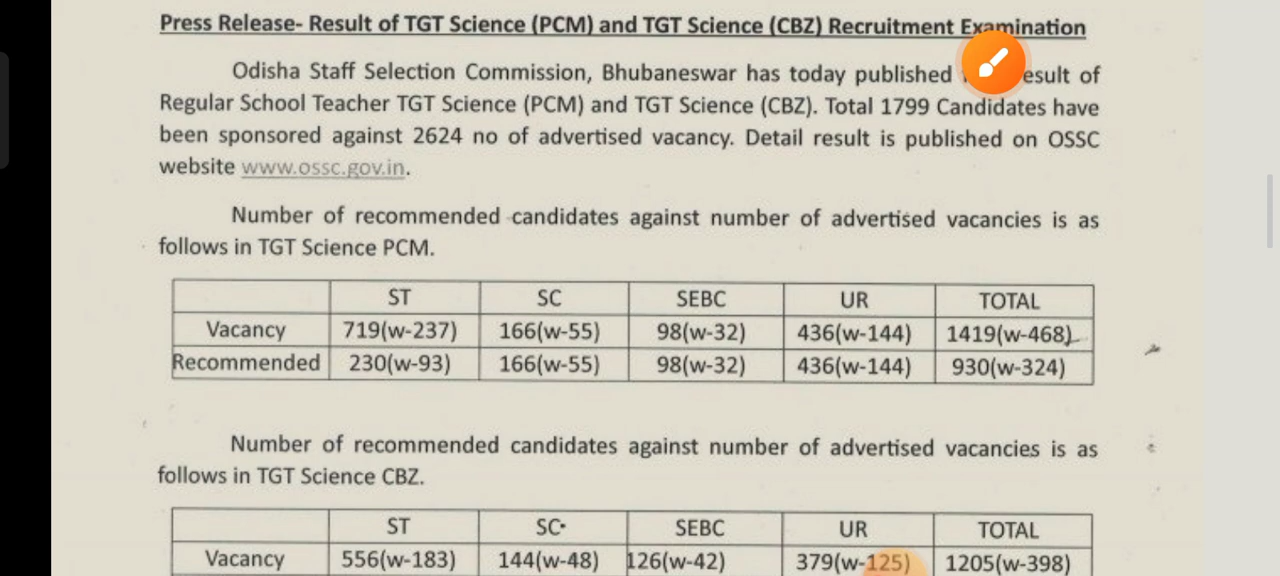 Press Release- Result of TGT Science (PCM) and TGT Science (CBZ) Recruitment Examination
Odisha Staff Selection Commission, Bhubaneswar has today published esult of
Regular School Teacher TGT Science (PCM) and TGT Science (CBZ). Total 1799 Candidates have
been sponsored against 2624 no of advertised vacancy. Detail result is published on OSSC
website www.ossc.gov.in.
Number of recommended candidates against number of advertised vacancies is as
follows in TGT Science PCM.
ST SC SEBC UR TOTAL
Vacancy 719(w-237) 166(w-55) 98(w-32) 436(w-144) 1419(w-468)
Recommended 230(w-93) 166(w-55) 98(w-32) 436(w-144) 930(w-324)
Number of recommended candidates against number of advertised vacancies is as
follows in TGT Science CBZ.
ST SC SEBC UR TOTAL
Vacancy 556(w-183) 144(w-48) 126(w-42) 379(w-125) 1205(w-398)